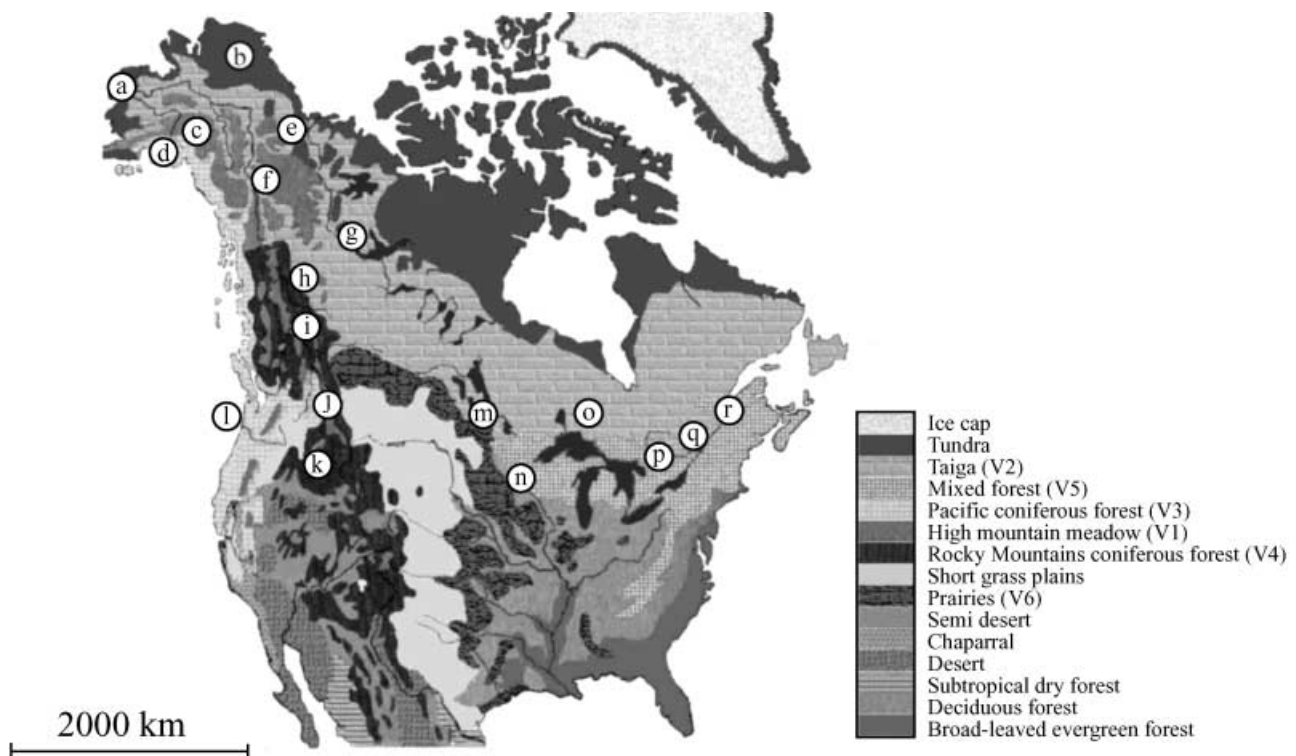 b
a
c
e
d
f
g
h
i
J
l
m
o
r
q
p
k
n
Ice cap
Tundra
Taiga (V2)
Mixed forest (V5)
Pacific coniferous forest (V3)
High mountain meadow (V1)
Rocky Mountains coniferous forest (V4)
Short grass plains
Prairies (V6)
Semi desert
Chaparral
Desert
Subtropical dry forest
Deciduous forest
Broad-leaved evergreen forest
2000 km